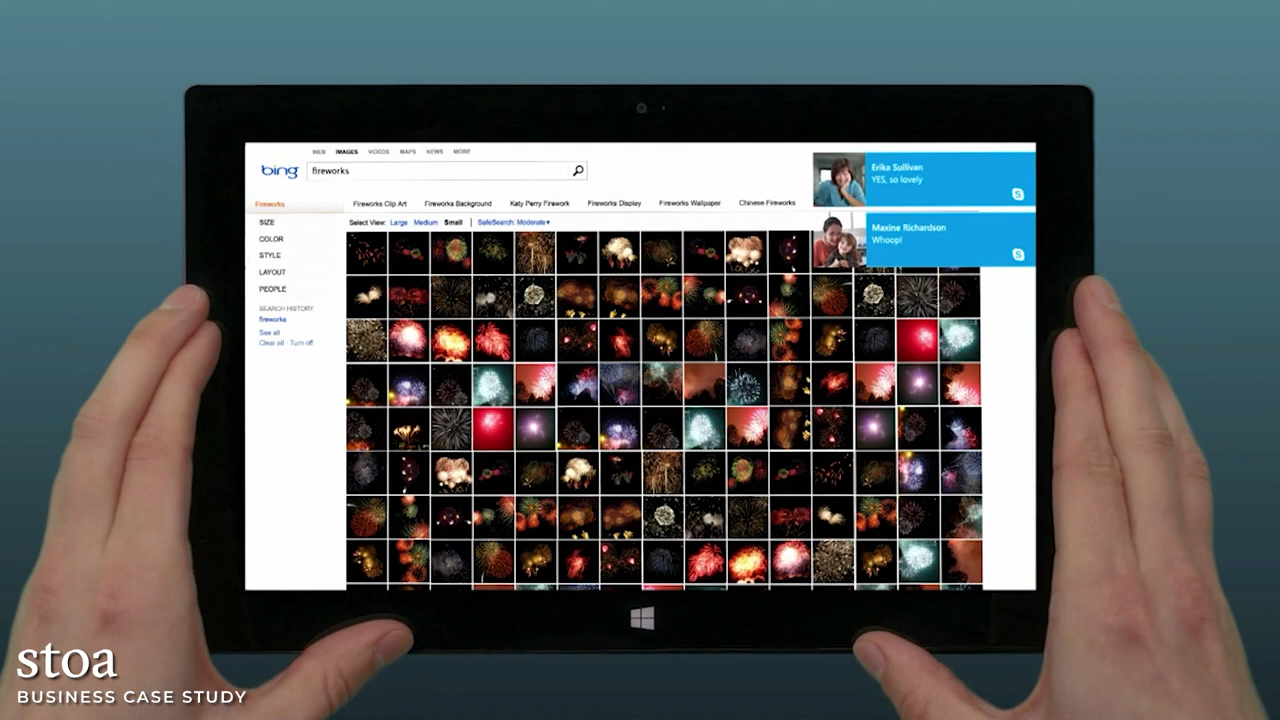 WEB IMAGES VIDEOS MAPS NEWS MORE
bing
fireworks
Erika Sullivan
YES, so lovely
Fireworks
Fireworks Clip Art Fireworks Background Katy Perry Firework Fireworks Display Fireworks Wallpaper Chinese Fireworks
Select View: Large Medium Small | SafeSearch: Moderate▾
Maxine Richardson
Whoop!
SIZE
COLOR
STYLE
LAYOUT
PEOPLE
SEARCH HISTORY
fireworks
See all
Clear all · Turn off
stoa
BUSINESS CASE STUDY